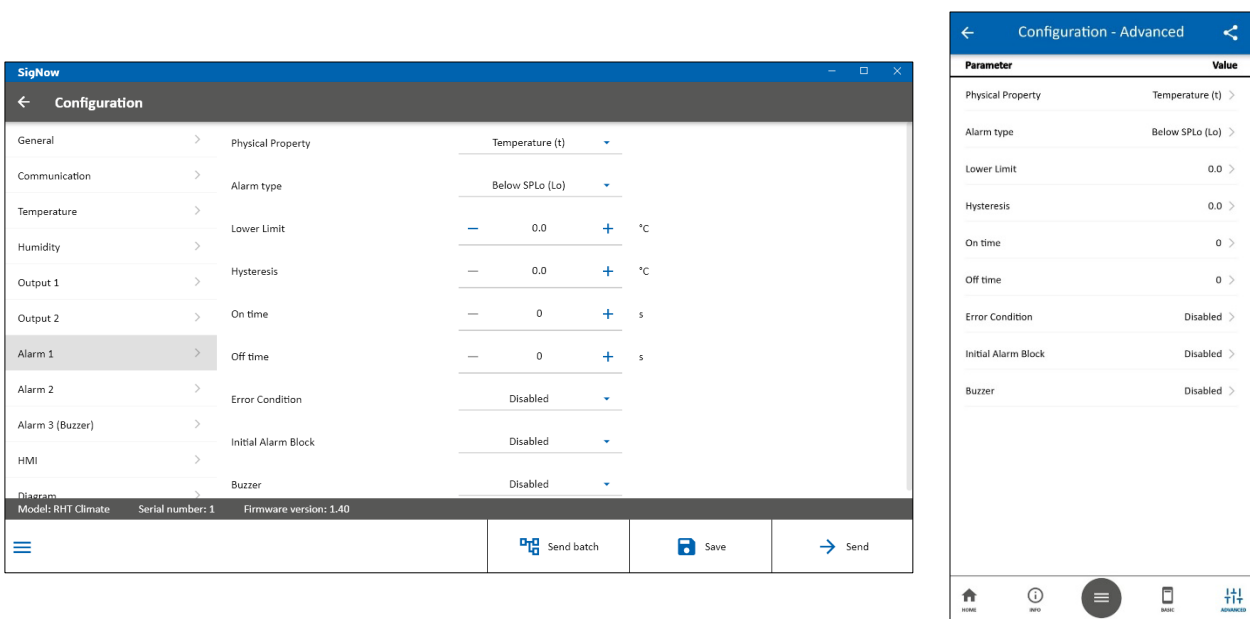 SigNow
Configuration
General
Communication
Temperature
Humidity
Output 1
Output 2
Alarm 1
Alarm 2
Alarm 3 (Buzzer)
HMI
Diagram
Physical Property Temperature (t)
Alarm type Below SPLo (Lo)
Lower Limit − 0.0 + °C
Hysteresis − 0.0 + °C
On time − 0 + s
Off time − 0 + s
Error Condition Disabled
Initial Alarm Block Disabled
Buzzer Disabled
Model: RHT Climate Serial number: 1 Firmware version: 1.40
Send batch Save Send
Configuration - Advanced
Parameter Value
Physical Property Temperature (t)
Alarm type Below SPLo (Lo)
Lower Limit 0.0
Hysteresis 0.0
On time 0
Off time 0
Error Condition Disabled
Initial Alarm Block Disabled
Buzzer Disabled
HOME INFO BASIC ADVANCED